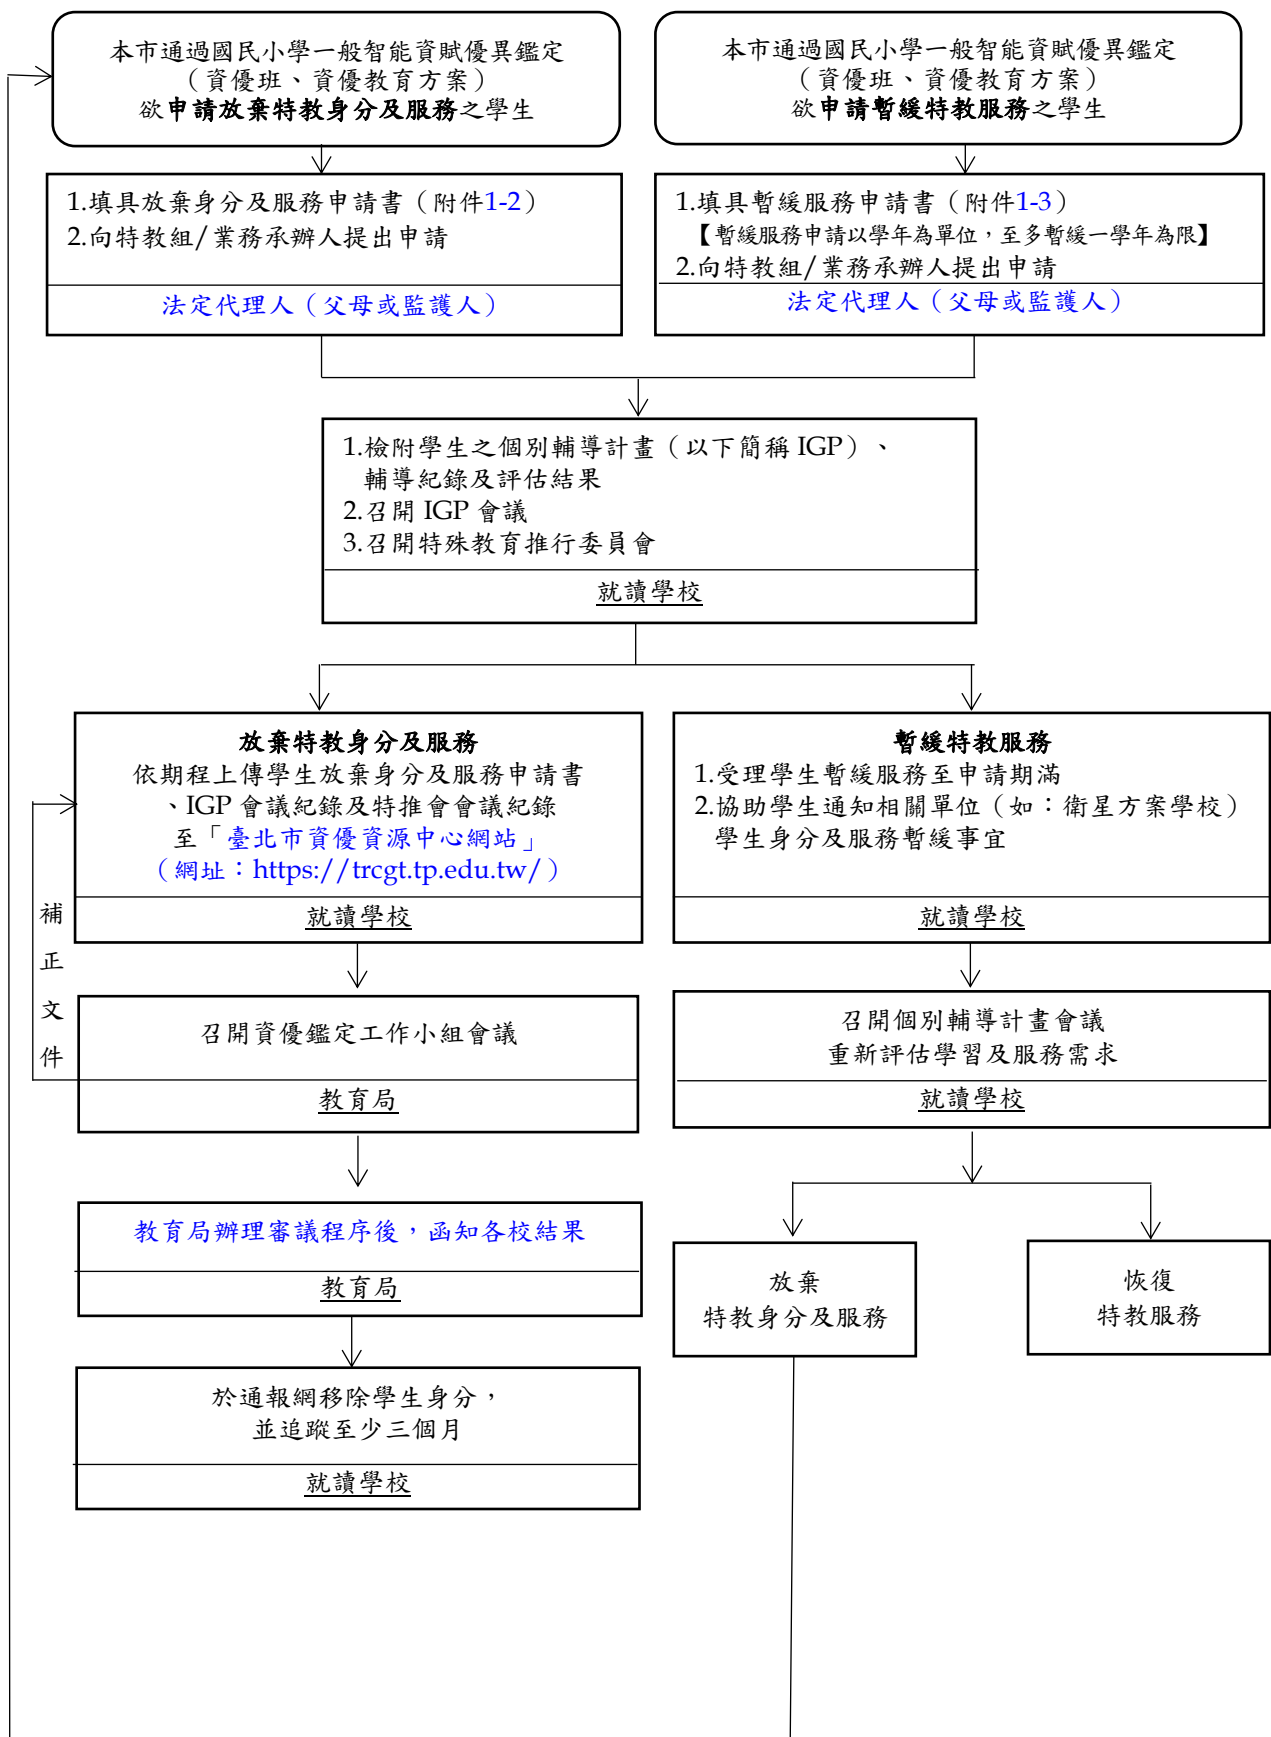 本市通過國民小學一般智能資賦優異鑑定
（資優班、資優教育方案）
欲申請放棄特教身分及服務之學生
本市通過國民小學一般智能資賦優異鑑定
（資優班、資優教育方案）
欲申請暫緩特教服務之學生
1.填具放棄身分及服務申請書（附件1-2）
2.向特教組/業務承辦人提出申請
法定代理人（父母或監護人）
1.填具暫緩服務申請書（附件1-3）
【暫緩服務申請以學年為單位，至多暫緩一學年為限】
2.向特教組/業務承辦人提出申請
法定代理人（父母或監護人）
1.檢附學生之個別輔導計畫（以下簡稱 IGP）、
輔導紀錄及評估結果
2.召開 IGP 會議
3.召開特殊教育推行委員會
就讀學校
放棄特教身分及服務
依期程上傳學生放棄身分及服務申請書
、IGP 會議紀錄及特推會會議紀錄
至「臺北市資優資源中心網站」
（網址：https://trcgt.tp.edu.tw/）
就讀學校
暫緩特教服務
1.受理學生暫緩服務至申請期滿
2.協助學生通知相關單位（如：衛星方案學校）
學生身分及服務暫緩事宜
就讀學校
補
正
文
件
召開資優鑑定工作小組會議
教育局
召開個別輔導計畫會議
重新評估學習及服務需求
就讀學校
教育局辦理審議程序後，函知各校結果
教育局
放棄
特教身分及服務
恢復
特教服務
於通報網移除學生身分，
並追蹤至少三個月
就讀學校